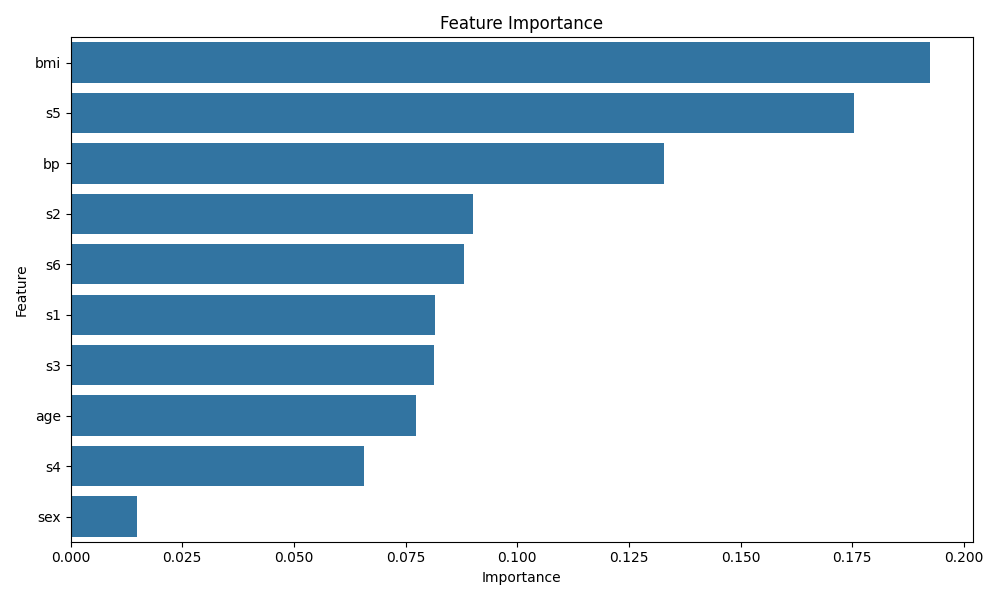 Feature Importance
bmi
s5
bp
s2
s6
s1
s3
age
s4
sex
Feature
0.000 0.025 0.050 0.075 0.100 0.125 0.150 0.175 0.200
Importance